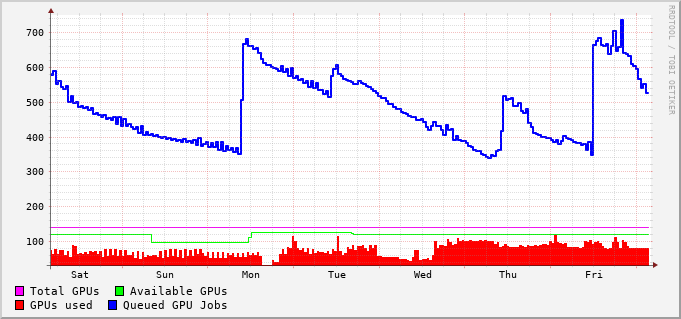 700
600
500
400
300
200
100
Sat Sun Mon Tue Wed Thu Fri
Total GPUs Available GPUs
GPUs used Queued GPU Jobs
RRDTOOL / TOBI OETIKER